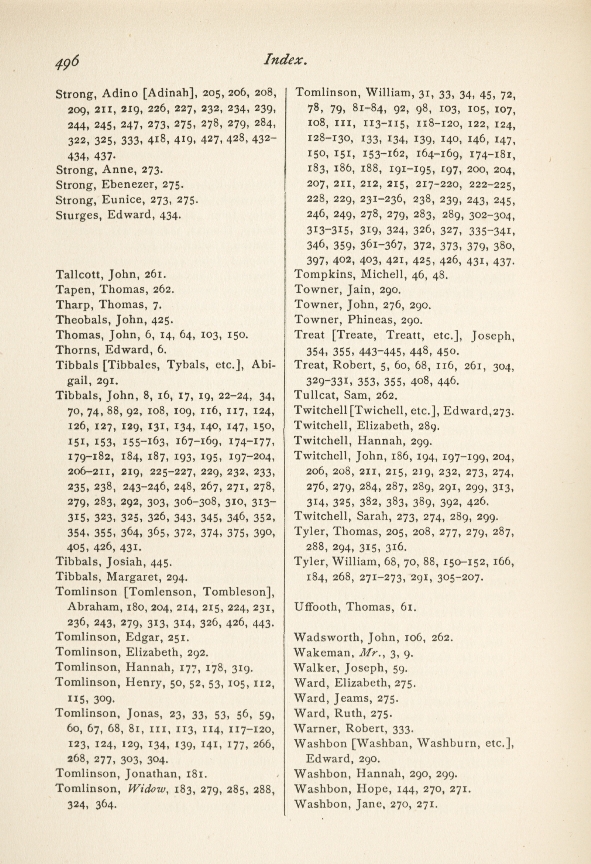 496
Index.
Strong, Adino [Adinah], 205, 206, 208,
209, 211, 219, 226, 227, 232, 234, 239,
244, 245, 247, 273, 275, 278, 279, 284,
322, 325, 333, 418, 419, 427, 428, 432–
434, 437.
Strong, Anne, 273.
Strong, Ebenezer, 275.
Strong, Eunice, 273, 275.
Sturges, Edward, 434.
Tallcott, John, 261.
Tapen, Thomas, 262.
Tharp, Thomas, 7.
Theobals, John, 425.
Thomas, John, 6, 14, 64, 103, 150.
Thorns, Edward, 6.
Tibbals [Tibbales, Tybals, etc.], Abi-
gail, 291.
Tibbals, John, 8, 16, 17, 19, 22–24, 34,
70, 74, 88, 92, 108, 109, 116, 117, 124,
126, 127, 129, 131, 134, 140, 147, 150,
151, 153, 155–163, 167–169, 174–177,
179–182, 184, 187, 193, 195, 197–204,
206–211, 219, 225–227, 229, 232, 233,
235, 238, 243–246, 248, 267, 271, 278,
279, 283, 292, 303, 306–308, 310, 313–
315, 323, 325, 326, 343, 345, 346, 352,
354, 355, 364, 365, 372, 374, 375, 390,
405, 426, 431.
Tibbals, Josiah, 445.
Tibbals, Margaret, 294.
Tomlinson [Tomlenson, Tombleson],
Abraham, 180, 204, 214, 215, 224, 231,
236, 243, 279, 313, 314, 326, 426, 443.
Tomlinson, Edgar, 251.
Tomlinson, Elizabeth, 292.
Tomlinson, Hannah, 177, 178, 319.
Tomlinson, Henry, 50, 52, 53, 105, 112,
115, 309.
Tomlinson, Jonas, 23, 33, 53, 56, 59,
60, 67, 68, 81, 111, 113, 114, 117–120,
123, 124, 129, 134, 139, 141, 177, 266,
268, 277, 303, 304.
Tomlinson, Jonathan, 181.
Tomlinson, Widow, 183, 279, 285, 288,
324, 364.
Tomlinson, William, 31, 33, 34, 45, 72,
78, 79, 81–84, 92, 98, 103, 105, 107,
108, 111, 113–115, 118–120, 122, 124,
128–130, 133, 134, 139, 140, 146, 147,
150, 151, 153–162, 164–169, 174–181,
183, 186, 188, 191–195, 197, 200, 204,
207, 211, 212, 215, 217–220, 222–225,
228, 229, 231–236, 238, 239, 243, 245,
246, 249, 278, 279, 283, 289, 302–304,
313–315, 319, 324, 326, 327, 335–341,
346, 359, 361–367, 372, 373, 379, 380,
397, 402, 403, 421, 425, 426, 431, 437.
Tompkins, Michell, 46, 48.
Towner, Jain, 290.
Towner, John, 276, 290.
Towner, Phineas, 290.
Treat [Treate, Treatt, etc.], Joseph,
354, 355, 443–445, 448, 450.
Treat, Robert, 5, 60, 68, 116, 261, 304,
329–331, 353, 355, 408, 446.
Tullcat, Sam, 262.
Twitchell [Twichell, etc.], Edward, 273.
Twitchell, Elizabeth, 289.
Twitchell, Hannah, 299.
Twitchell, John, 186, 194, 197–199, 204,
206, 208, 211, 215, 219, 232, 273, 274,
276, 279, 284, 287, 289, 291, 299, 313,
314, 325, 382, 383, 389, 392, 426.
Twitchell, Sarah, 273, 274, 289, 299.
Tyler, Thomas, 205, 208, 277, 279, 287,
288, 294, 315, 316.
Tyler, William, 68, 70, 88, 150–152, 166,
184, 268, 271–273, 291, 305–207.
Uffooth, Thomas, 61.
Wadsworth, John, 106, 262.
Wakeman, Mr., 3, 9.
Walker, Joseph, 59.
Ward, Elizabeth, 275.
Ward, Jeams, 275.
Ward, Ruth, 275.
Warner, Robert, 333.
Washbon [Washban, Washburn, etc.],
Edward, 290.
Washbon, Hannah, 290, 299.
Washbon, Hope, 144, 270, 271.
Washbon, Jane, 270, 271.